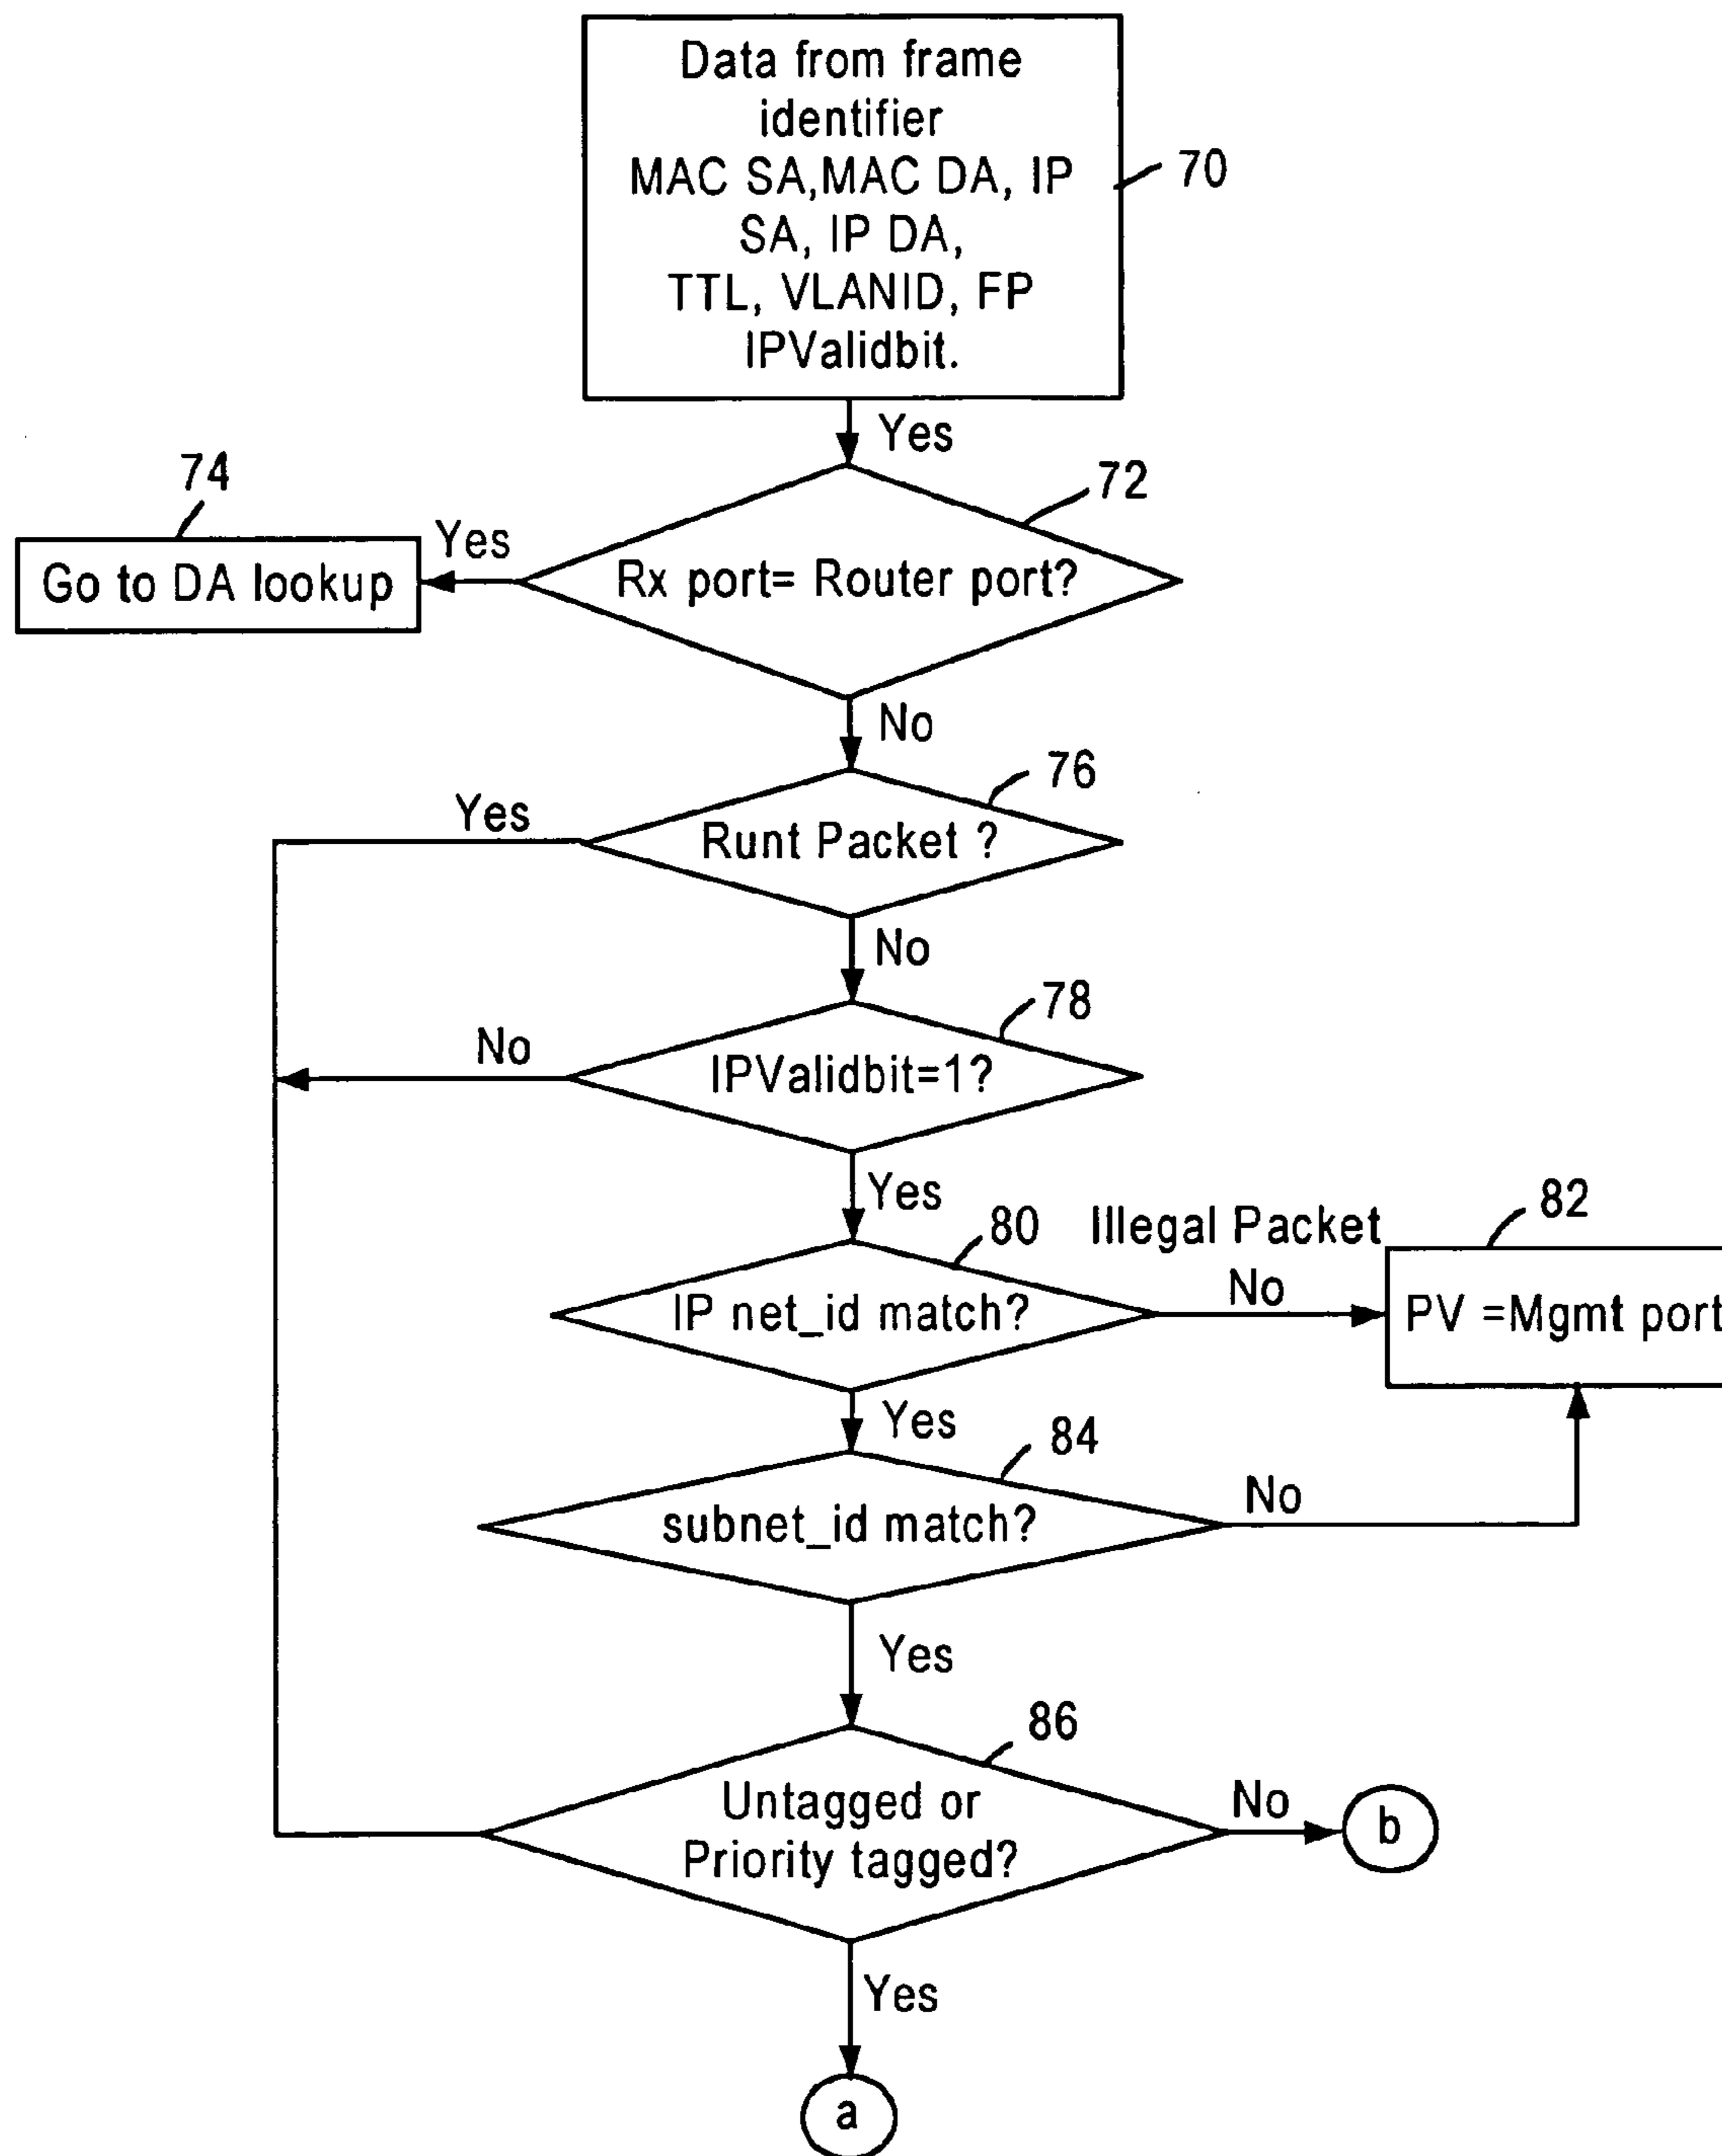 Data from frame
identifier
MAC SA,MAC DA, IP
SA, IP DA,
TTL, VLANID, FP
IPValidbit.
70
Yes
74
72
Yes
Go to DA lookup
Rx port= Router port?
No
76
Yes
Runt Packet ?
No
78
No
IPValidbit=1?
Yes
80
Illegal Packet
82
IP net_id match?
No
PV =Mgmt port
Yes
84
subnet_id match?
No
Yes
86
Untagged or
Priority tagged?
No
b
Yes
a